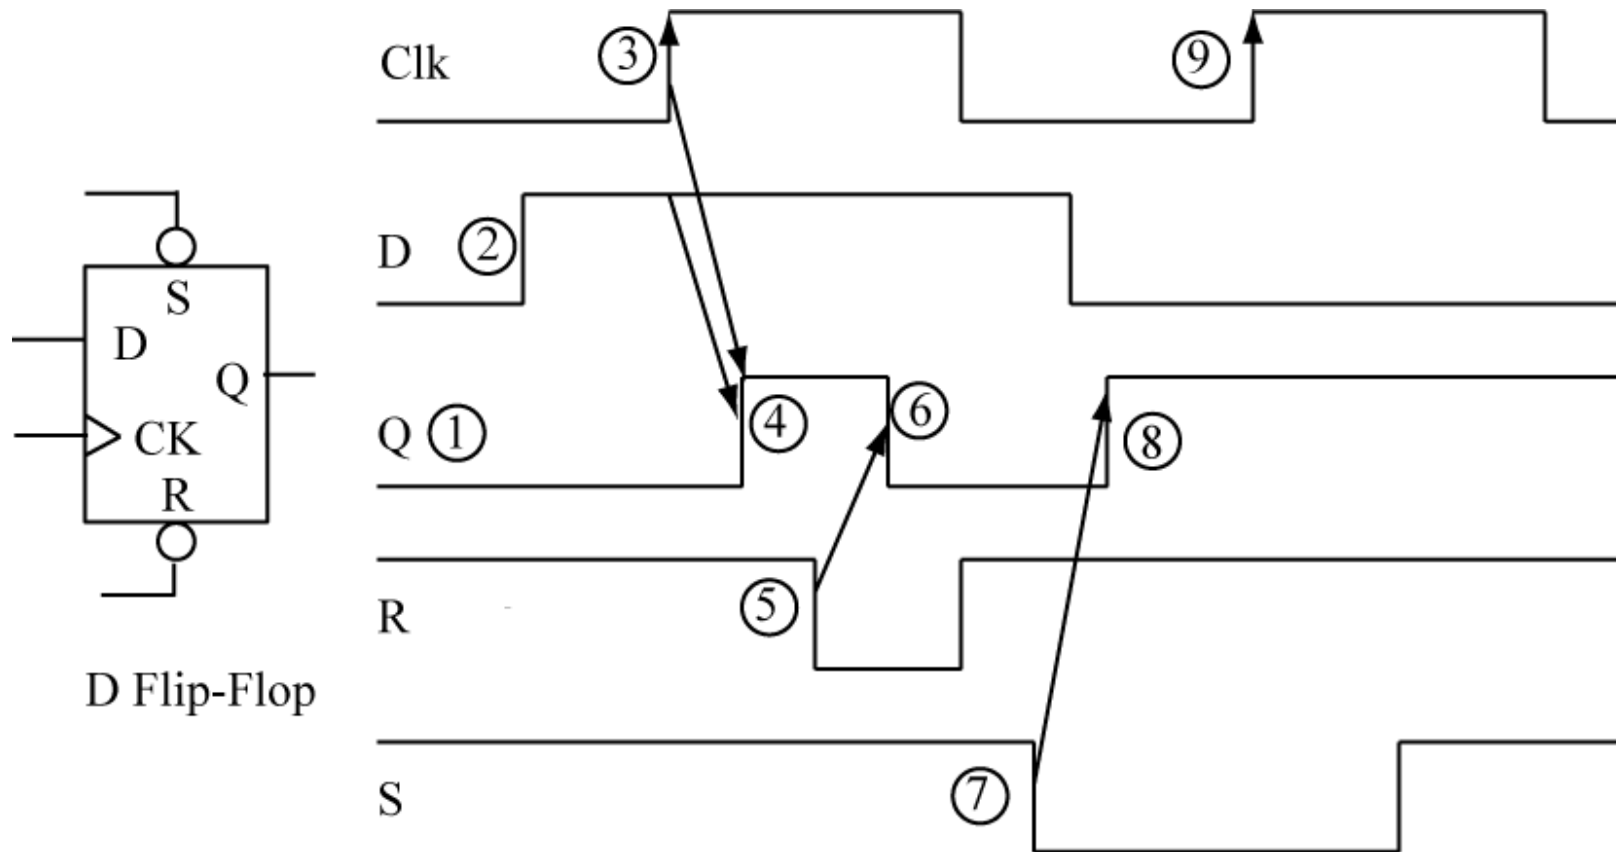 Clk ③ ⑨
D ②
Q ① ④ ⑥ ⑧
R ⑤
S ⑦
S
D
Q
CK
R
D Flip-Flop